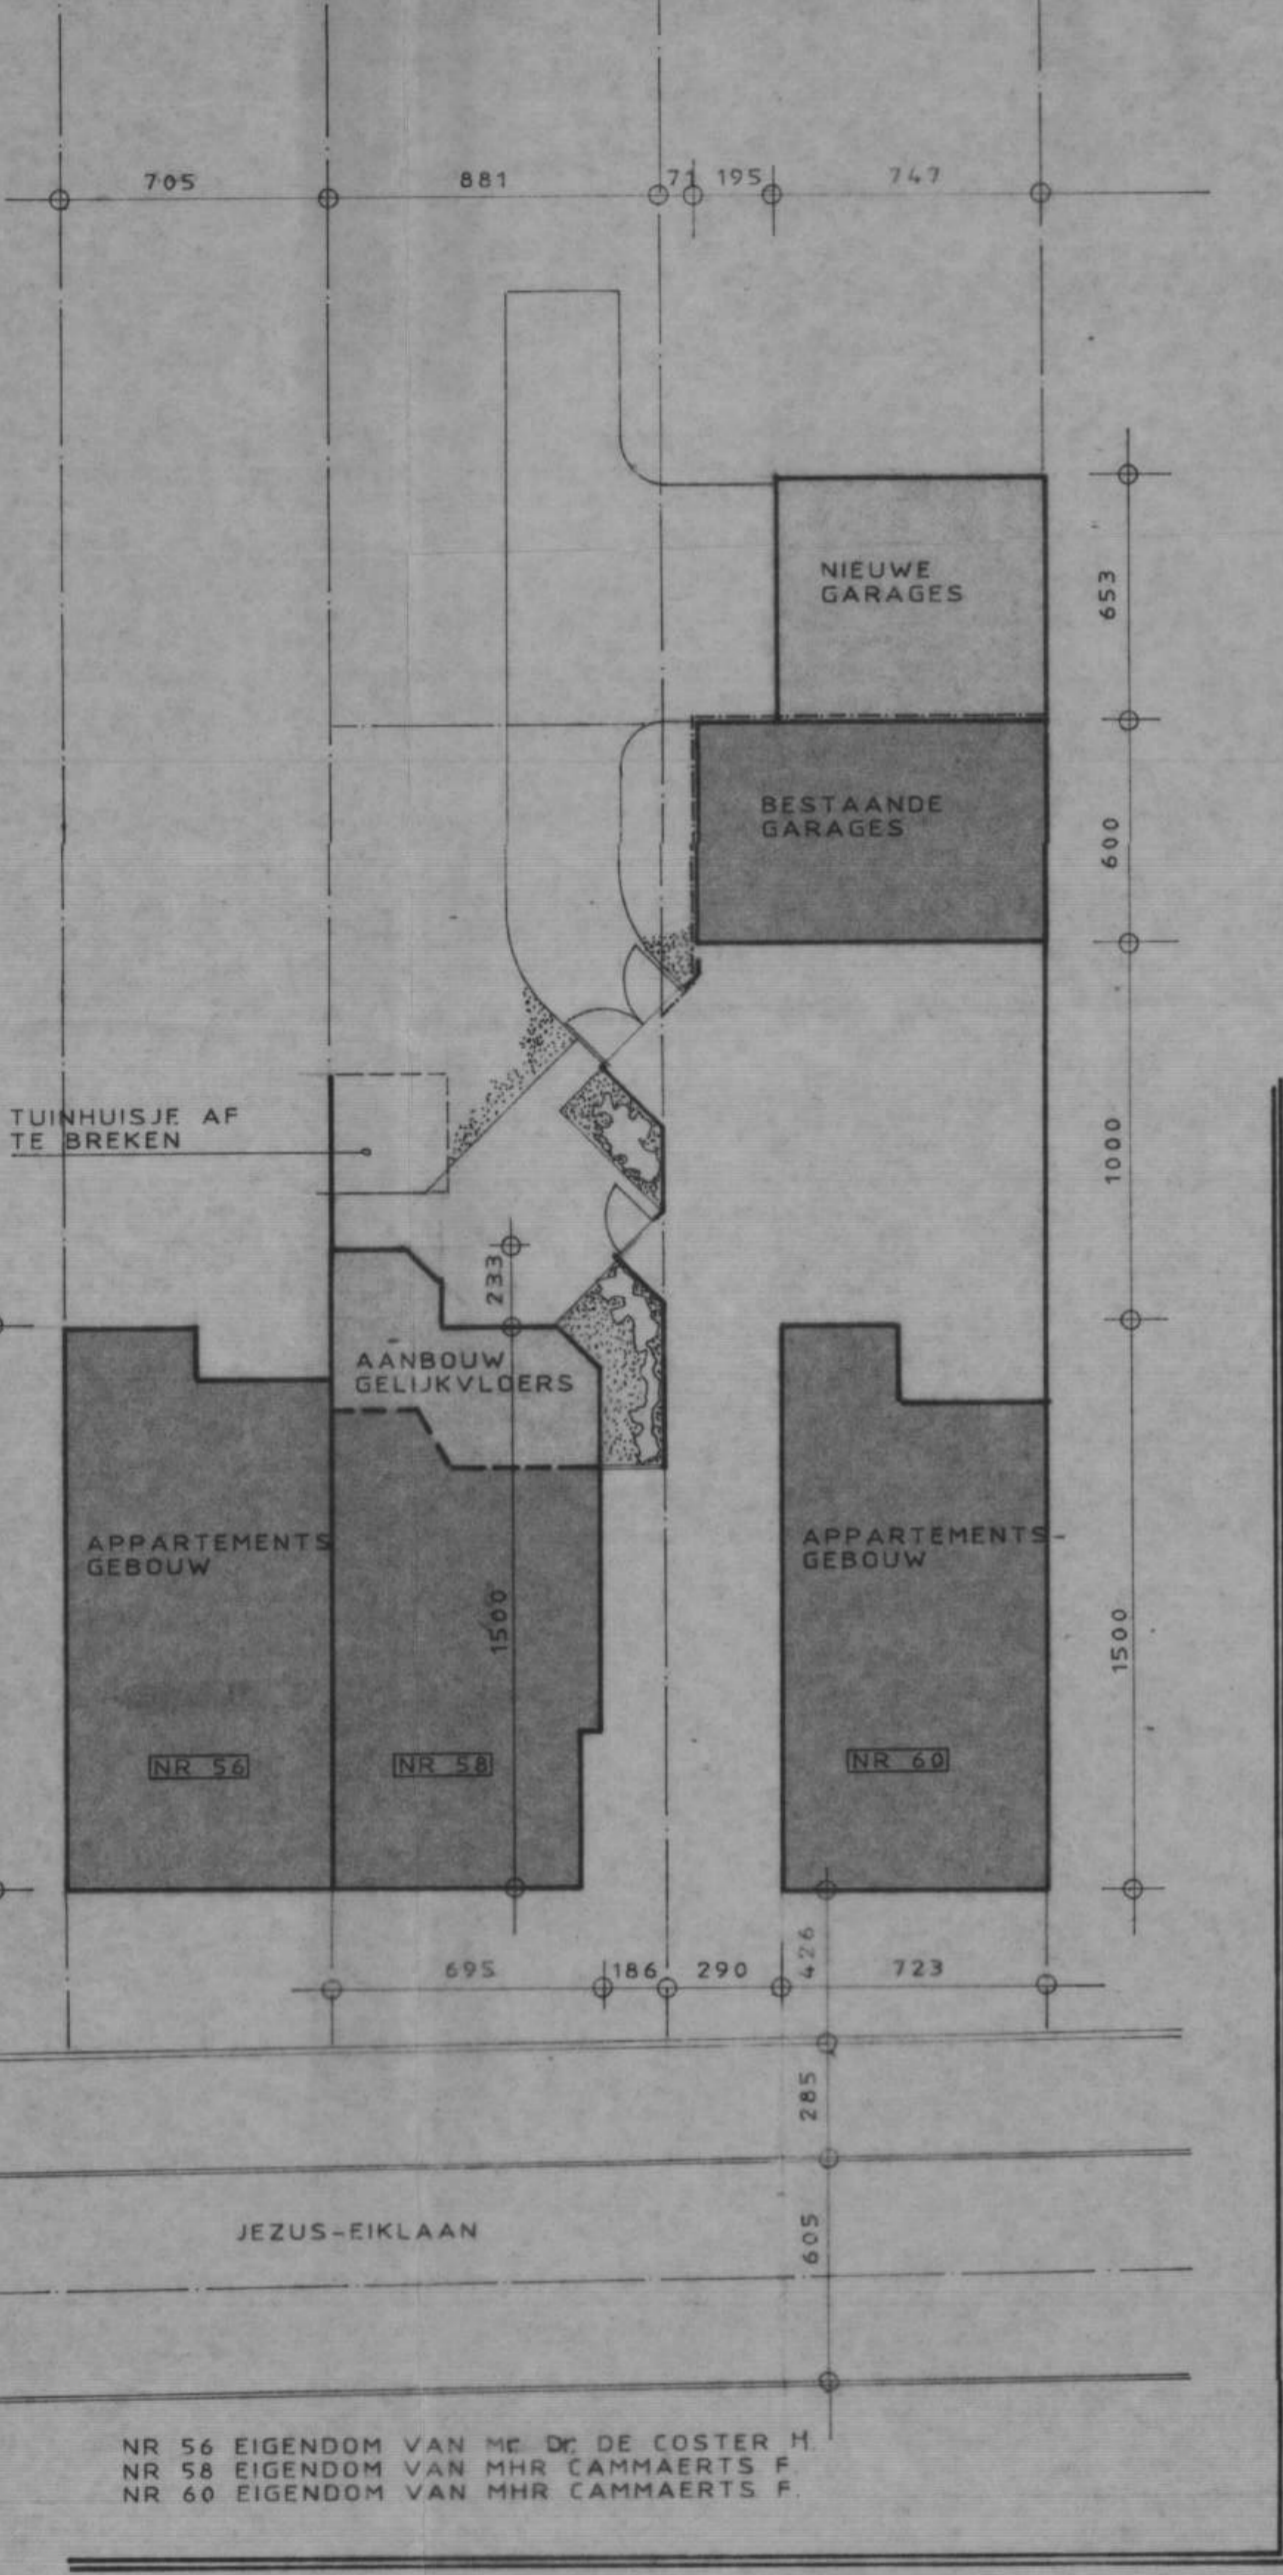 705 881 71 195 747
NIEUWE
GARAGES
653
BESTAANDE
GARAGES
600
TUINHUISJE AF
TE BREKEN
1000
233
AANBOUW
GELIJKVLOERS
APPARTEMENTS
GEBOUW
APPARTEMENTS-
GEBOUW
1500
1500
NR 56
NR 58
NR 60
695 186 290 426 723
285
JEZUS-EIKLAAN
605
NR 56 EIGENDOM VAN Mr Dr. DE COSTER H.
NR 58 EIGENDOM VAN MHR CAMMAERTS F.
NR 60 EIGENDOM VAN MHR CAMMAERTS F.